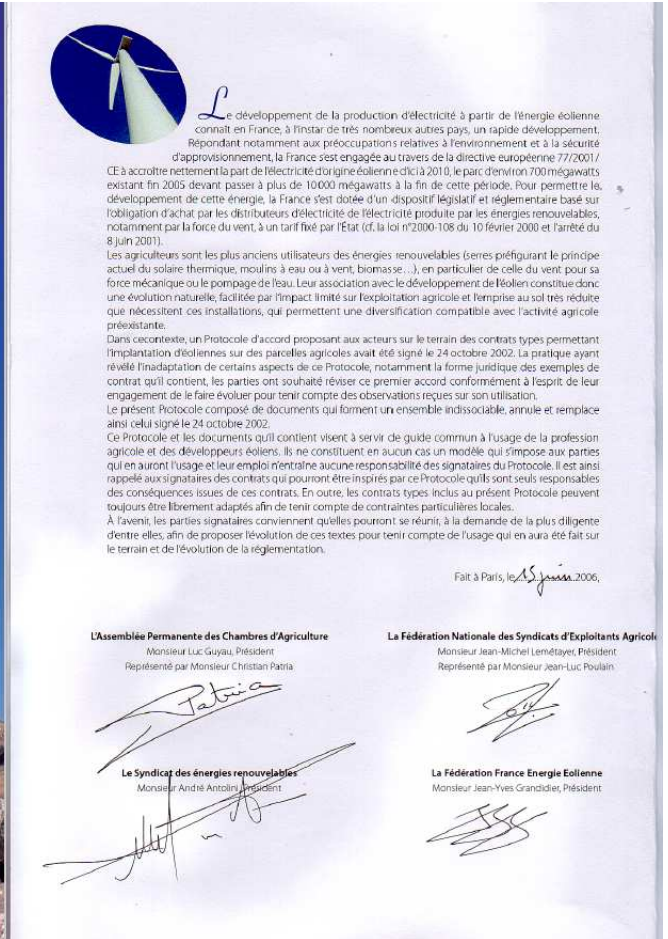 Le développement de la production d'électricité à partir de l'énergie éolienne
connaît en France, à l'instar de très nombreux autres pays, un rapide développement.
Répondant notamment aux préoccupations relatives à l'environnement et à la sécurité
d'approvisionnement, la France s'est engagée au travers de la directive européenne 77/2001/
CE à accroître nettement la part de l'électricité d'origine éolienne d'ici à 2010, le parc d'environ 700 mégawatts
existant fin 2005 devant passer à plus de 10000 mégawatts à la fin de cette période. Pour permettre le
développement de cette énergie, la France s'est dotée d'un dispositif législatif et réglementaire basé sur
l'obligation d'achat par les distributeurs d'électricité de l'électricité produite par les énergies renouvelables,
notamment par la force du vent, à un tarif fixé par l'État (cf. la loi n°2000-108 du 10 février 2000 et l'arrêté du
8 juin 2001).
Les agriculteurs sont les plus anciens utilisateurs des énergies renouvelables (serres préfigurant le principe
actuel du solaire thermique, moulins à eau ou à vent, biomasse…), en particulier de celle du vent pour sa
force mécanique ou le pompage de l'eau. Leur association avec le développement de l'éolien constitue donc
une évolution naturelle, facilitée par l'impact limité sur l'exploitation agricole et l'emprise au sol très réduite
que nécessitent ces installations, qui permettent une diversification compatible avec l'activité agricole
préexistante.
Dans cecontexte, un Protocole d'accord proposant aux acteurs sur le terrain des contrats types permettant
l'implantation d'éoliennes sur des parcelles agricoles avait été signé le 24 octobre 2002. La pratique ayant
révélé l'inadaptation de certains aspects de ce Protocole, notamment la forme juridique des exemples de
contrat qu'il contient, les parties ont souhaité réviser ce premier accord conformément à l'esprit de leur
engagement de le faire évoluer pour tenir compte des observations reçues sur son utilisation.
Le présent Protocole composé de documents qui forment un ensemble indissociable, annule et remplace
ainsi celui signé le 24 octobre 2002.
Ce Protocole et les documents qu'il contient visent à servir de guide commun à l'usage de la profession
agricole et des développeurs éoliens. Ils ne constituent en aucun cas un modèle qui s'impose aux parties
qui en auront l'usage et leur emploi n'entraîne aucune responsabilité des signataires du Protocole. Il est ainsi
rappelé aux signataires des contrats qui pourront être inspirés par ce Protocole qu'ils sont seuls responsables
des conséquences issues de ces contrats. En outre, les contrats types inclus au présent Protocole peuvent
toujours être librement adaptés afin de tenir compte de contraintes particulières locales.
À l'avenir, les parties signataires conviennent qu'elles pourront se réunir, à la demande de la plus diligente
d'entre elles, afin de proposer l'évolution de ces textes pour tenir compte de l'usage qui en aura été fait sur
le terrain et de l'évolution de la réglementation.
Fait à Paris, le 15 juin 2006,
L'Assemblée Permanente des Chambres d'Agriculture
Monsieur Luc Guyau, Président
Représenté par Monsieur Christian Patria
Patria
La Fédération Nationale des Syndicats d'Exploitants Agricole
Monsieur Jean-Michel Lemétayer, Président
Représenté par Monsieur Jean-Luc Poulain
Le Syndicat des énergies renouvelables
Monsieur André Antolini, Président
La Fédération France Energie Eolienne
Monsieur Jean-Yves Grandidier, Président